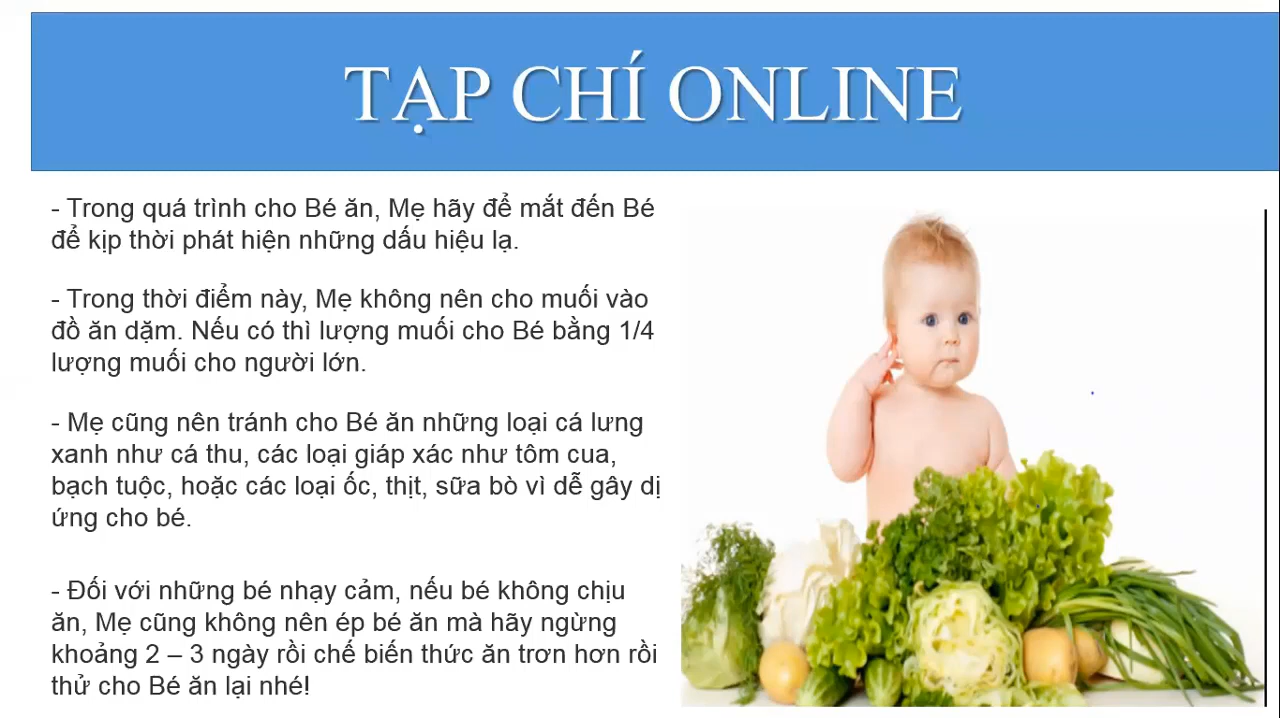 TẠP CHÍ ONLINE
- Trong quá trình cho Bé ăn, Mẹ hãy để mắt đến Bé
để kịp thời phát hiện những dấu hiệu lạ.
- Trong thời điểm này, Mẹ không nên cho muối vào
đồ ăn dặm. Nếu có thì lượng muối cho Bé bằng 1/4
lượng muối cho người lớn.
- Mẹ cũng nên tránh cho Bé ăn những loại cá lưng
xanh như cá thu, các loại giáp xác như tôm cua,
bạch tuộc, hoặc các loại ốc, thịt, sữa bò vì dễ gây dị
ứng cho bé.
- Đối với những bé nhạy cảm, nếu bé không chịu
ăn, Mẹ cũng không nên ép bé ăn mà hãy ngừng
khoảng 2 – 3 ngày rồi chế biến thức ăn trơn hơn rồi
thử cho Bé ăn lại nhé!